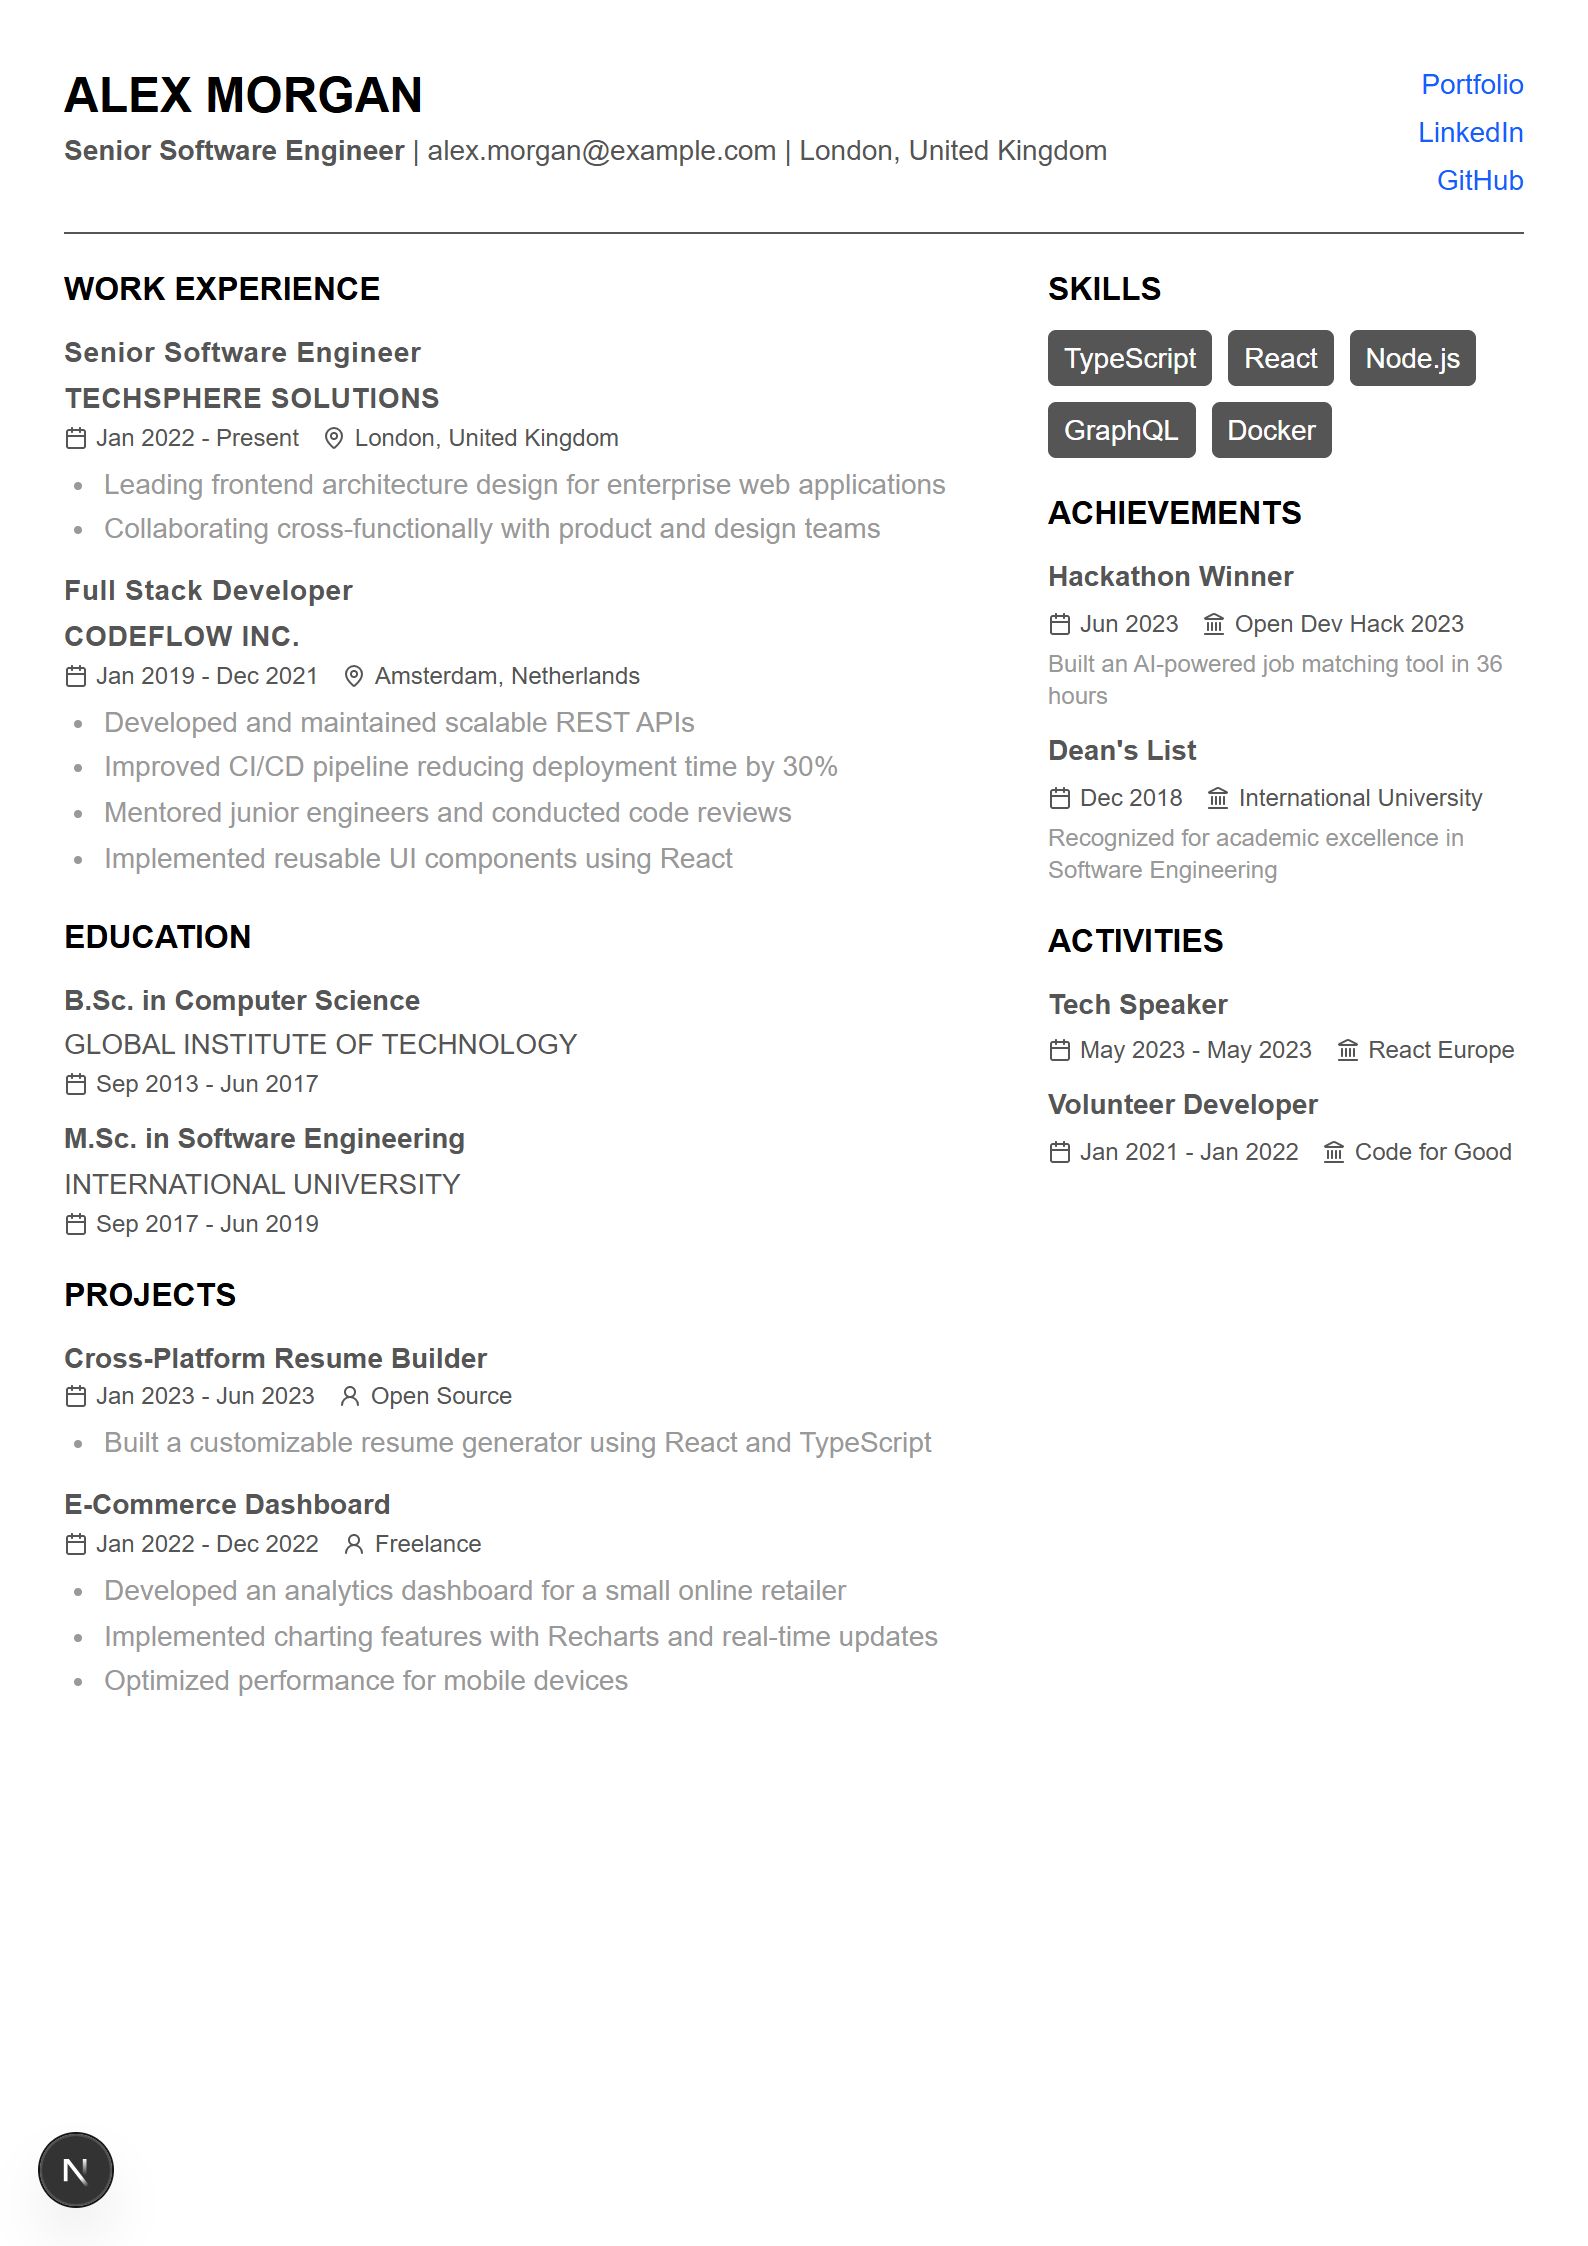 ALEX MORGAN
Senior Software Engineer | alex.morgan@example.com | London, United Kingdom
Portfolio
LinkedIn
GitHub
WORK EXPERIENCE
Senior Software Engineer
TECHSPHERE SOLUTIONS
Jan 2022 - Present London, United Kingdom
• Leading frontend architecture design for enterprise web applications
• Collaborating cross-functionally with product and design teams
Full Stack Developer
CODEFLOW INC.
Jan 2019 - Dec 2021 Amsterdam, Netherlands
• Developed and maintained scalable REST APIs
• Improved CI/CD pipeline reducing deployment time by 30%
• Mentored junior engineers and conducted code reviews
• Implemented reusable UI components using React
EDUCATION
B.Sc. in Computer Science
GLOBAL INSTITUTE OF TECHNOLOGY
Sep 2013 - Jun 2017
M.Sc. in Software Engineering
INTERNATIONAL UNIVERSITY
Sep 2017 - Jun 2019
PROJECTS
Cross-Platform Resume Builder
Jan 2023 - Jun 2023 Open Source
• Built a customizable resume generator using React and TypeScript
E-Commerce Dashboard
Jan 2022 - Dec 2022 Freelance
• Developed an analytics dashboard for a small online retailer
• Implemented charting features with Recharts and real-time updates
• Optimized performance for mobile devices
SKILLS
TypeScript React Node.js
GraphQL Docker
ACHIEVEMENTS
Hackathon Winner
Jun 2023 Open Dev Hack 2023
Built an AI-powered job matching tool in 36
hours
Dean's List
Dec 2018 International University
Recognized for academic excellence in
Software Engineering
ACTIVITIES
Tech Speaker
May 2023 - May 2023 React Europe
Volunteer Developer
Jan 2021 - Jan 2022 Code for Good
N